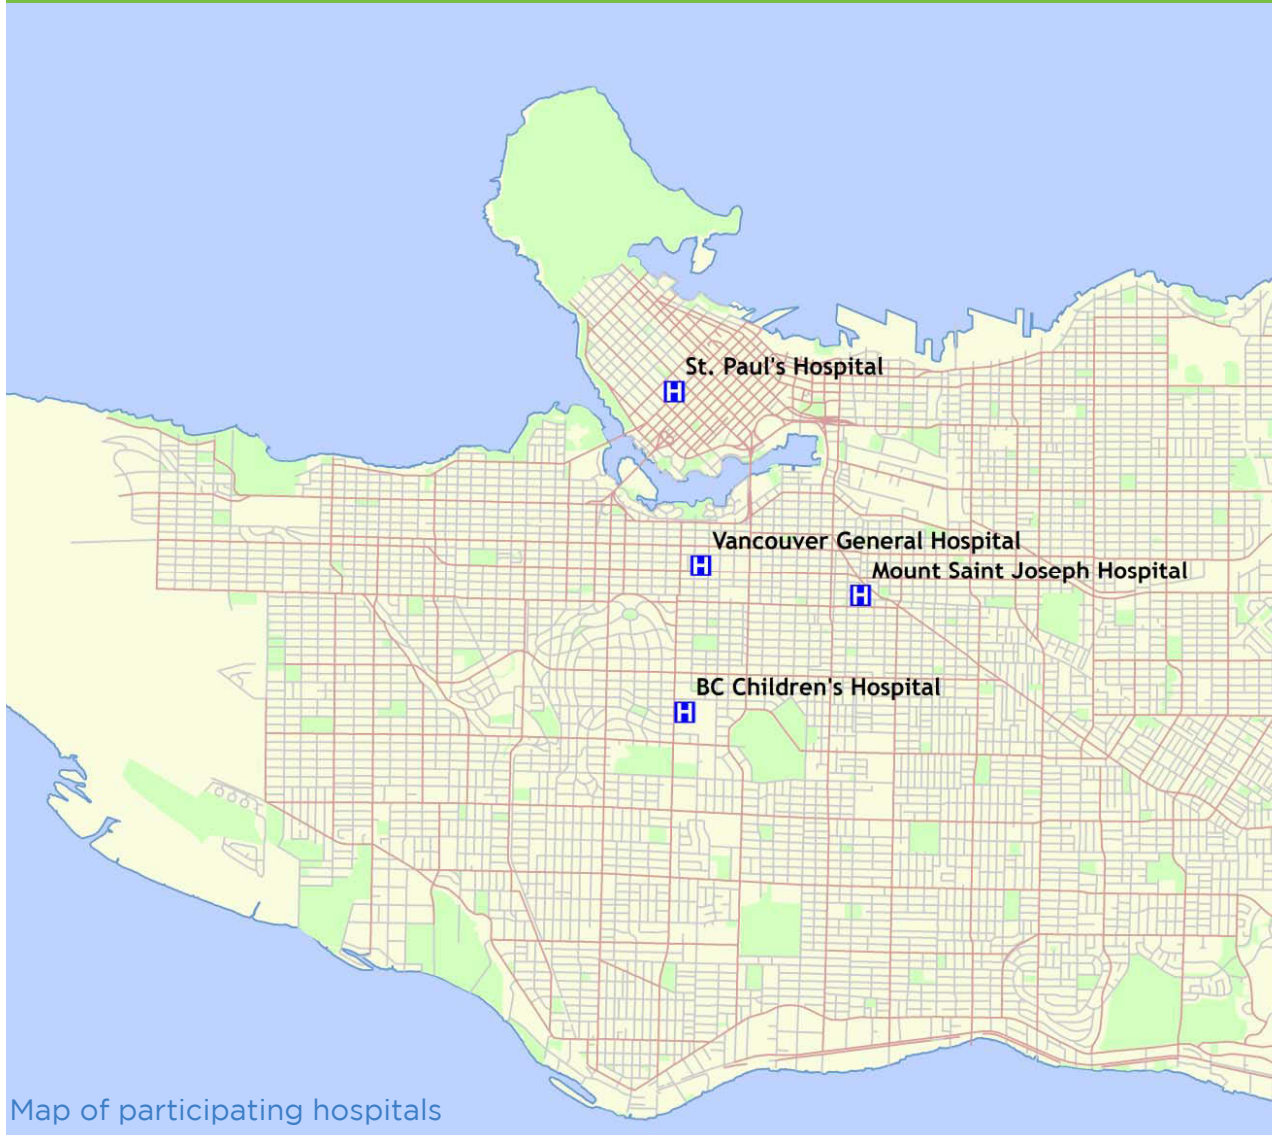 St. Paul's Hospital
H
Vancouver General Hospital
H
Mount Saint Joseph Hospital
H
BC Children's Hospital
H
Map of participating hospitals